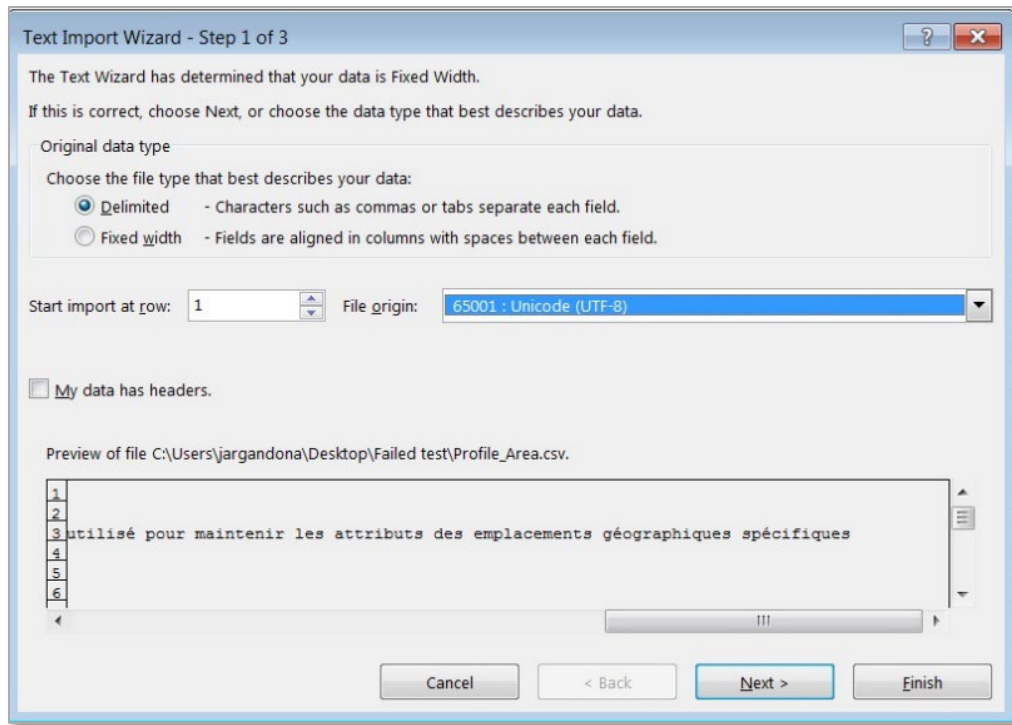 Text Import Wizard - Step 1 of 3
The Text Wizard has determined that your data is Fixed Width.
If this is correct, choose Next, or choose the data type that best describes your data.
Original data type
Choose the file type that best describes your data:
Delimited - Characters such as commas or tabs separate each field.
Fixed width - Fields are aligned in columns with spaces between each field.
Start import at row: 1 File origin: 65001 : Unicode (UTF-8)
My data has headers.
Preview of file C:\Users\jargandona\Desktop\Failed test\Profile_Area.csv.
1
2
3 utilisé pour maintenir les attributs des emplacements géographiques spécifiques
4
5
6
Cancel < Back Next > Finish